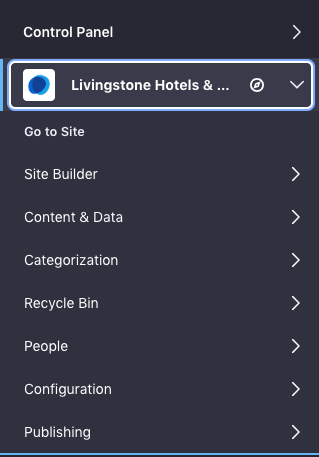 Control Panel
Livingstone Hotels & ...
Go to Site
Site Builder
Content & Data
Categorization
Recycle Bin
People
Configuration
Publishing